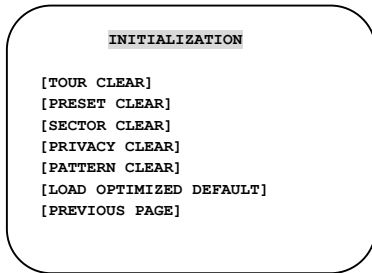 INITIALIZATION
[TOUR CLEAR]
[PRESET CLEAR]
[SECTOR CLEAR]
[PRIVACY CLEAR]
[PATTERN CLEAR]
[LOAD OPTIMIZED DEFAULT]
[PREVIOUS PAGE]